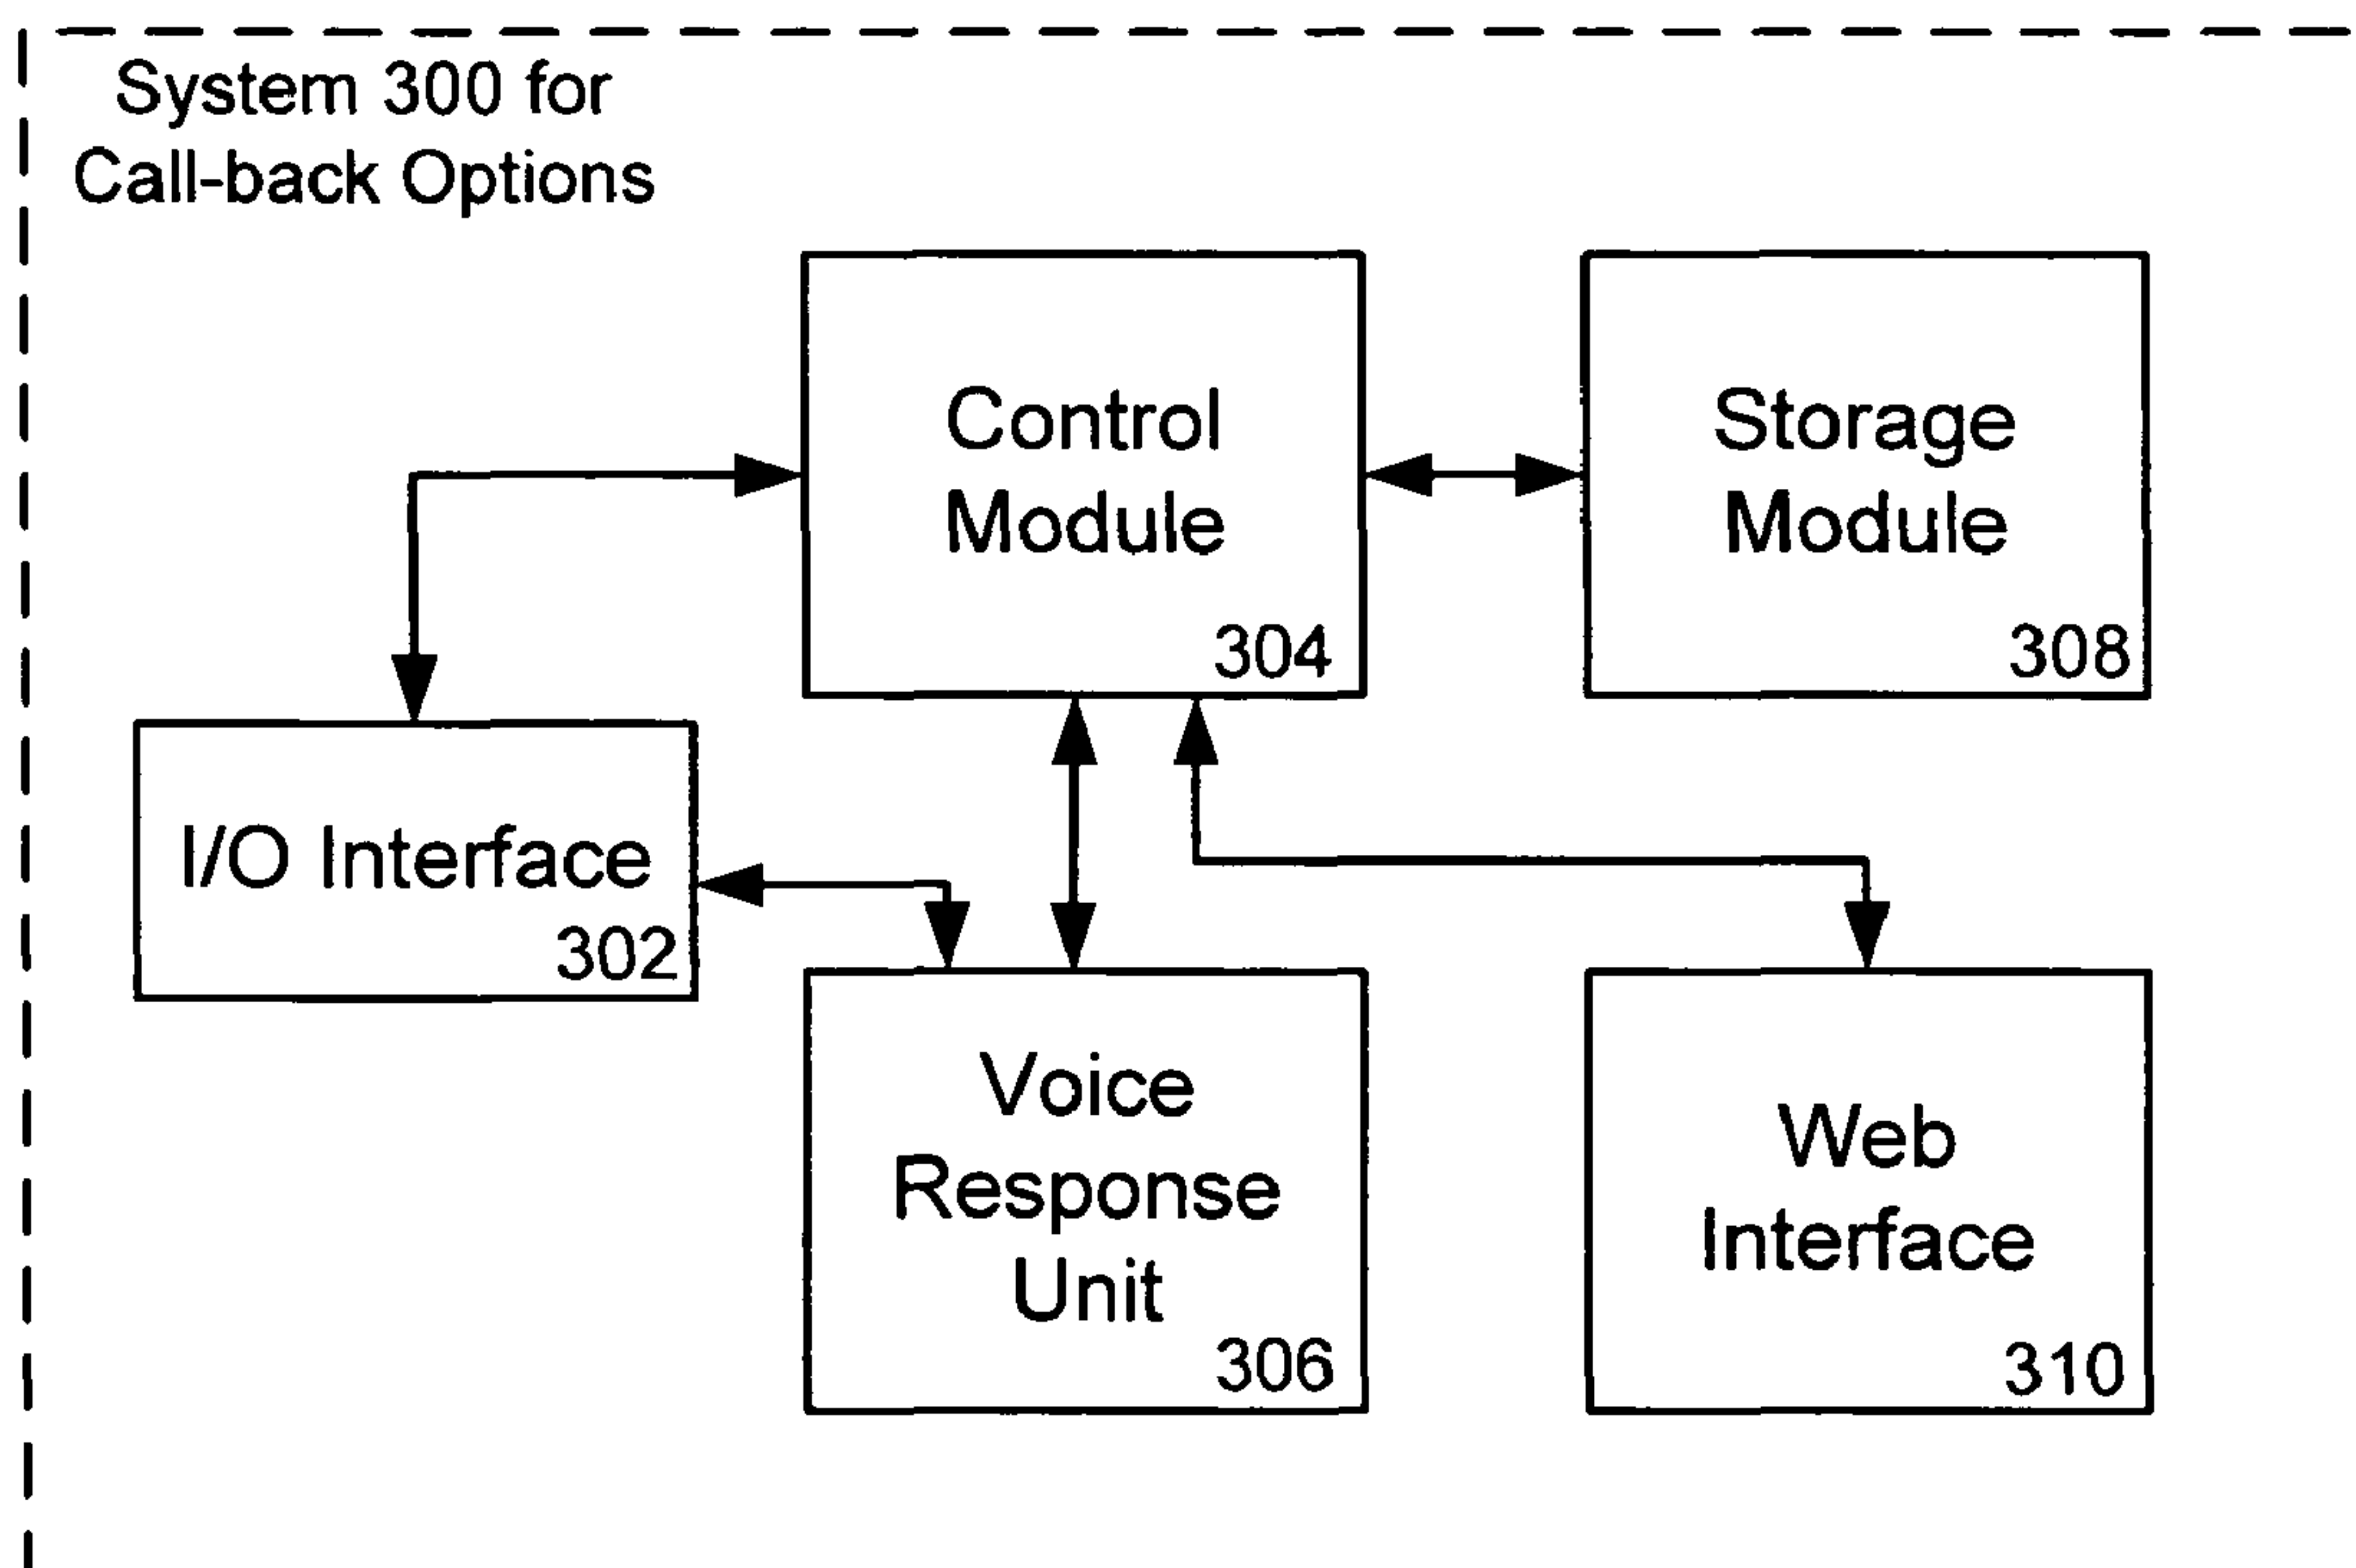 System 300 for
Call-back Options
Control
Module
304
Storage
Module
308
I/O Interface
302
Voice
Response
Unit
306
Web
Interface
310